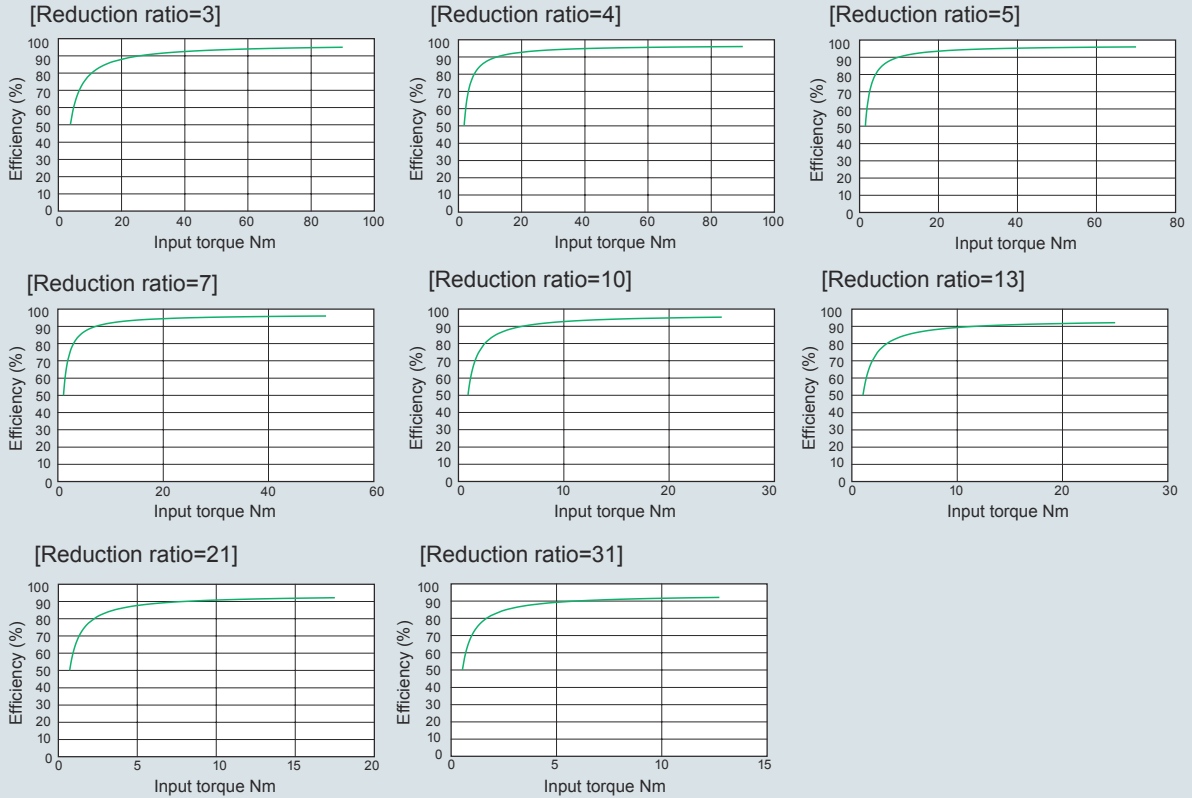 [Reduction ratio=3]
100
90
80
70
60
50
40
30
20
10
0
Efficiency (%)
0 20 40 60 80 100
Input torque Nm
[Reduction ratio=4]
100
90
80
70
60
50
40
30
20
10
0
Efficiency (%)
0 20 40 60 80 100
Input torque Nm
[Reduction ratio=5]
100
90
80
70
60
50
40
30
20
10
0
Efficiency (%)
0 20 40 60 80
Input torque Nm
[Reduction ratio=7]
100
90
80
70
60
50
40
30
20
10
0
Efficiency (%)
0 20 40 60
Input torque Nm
[Reduction ratio=10]
100
90
80
70
60
50
40
30
20
10
0
Efficiency (%)
0 10 20 30
Input torque Nm
[Reduction ratio=13]
100
90
80
70
60
50
40
30
20
10
0
Efficiency (%)
0 10 20 30
Input torque Nm
[Reduction ratio=21]
100
90
80
70
60
50
40
30
20
10
0
Efficiency (%)
0 5 10 15 20
Input torque Nm
[Reduction ratio=31]
100
90
80
70
60
50
40
30
20
10
0
Efficiency (%)
0 5 10 15
Input torque Nm